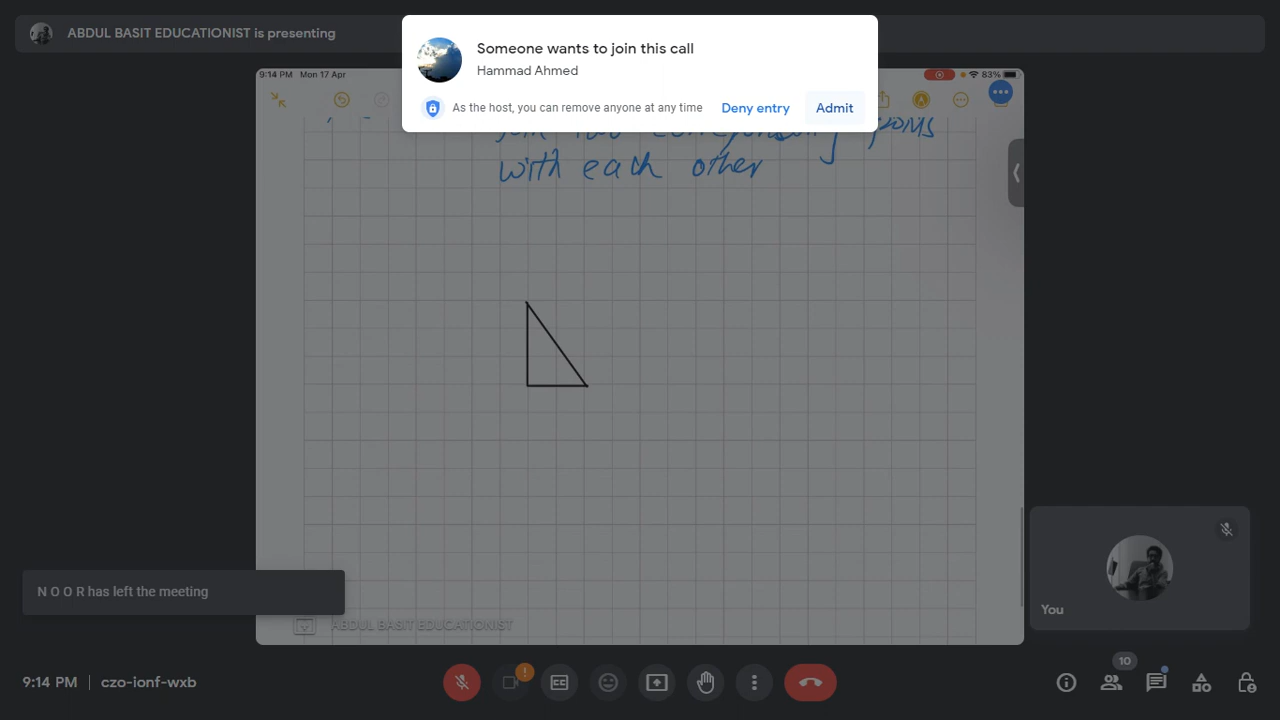 ABDUL BASIT EDUCATIONIST is presenting
Someone wants to join this call
Hammad Ahmed
As the host, you can remove anyone at any time
Deny entry
Admit
9:14 PM Mon 17 Apr
83%
with each other
N O O R has left the meeting
ABDUL BASIT EDUCATIONIST
You
9:14 PM | czo-ionf-wxb
10